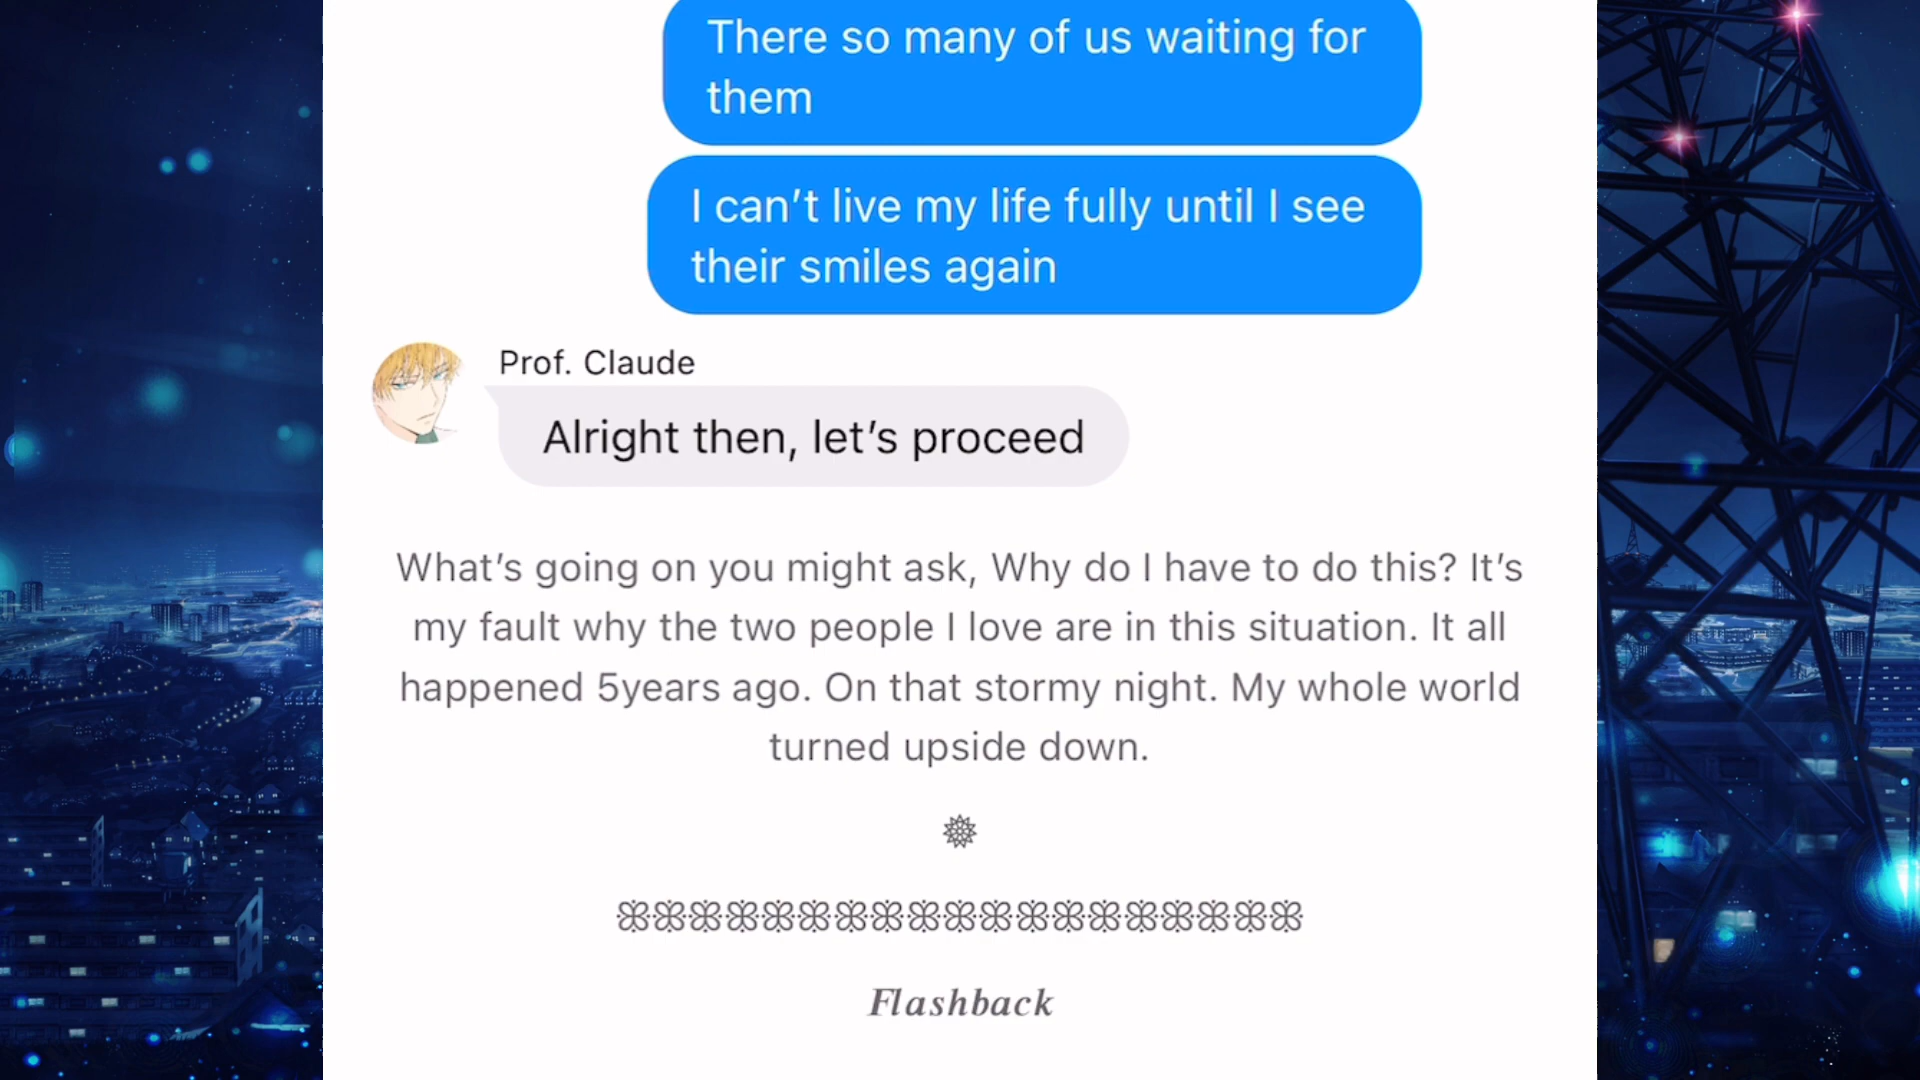 There so many of us waiting for
them
I can’t live my life fully until I see
their smiles again
Prof. Claude
Alright then, let’s proceed
What’s going on you might ask, Why do I have to do this? It’s
my fault why the two people I love are in this situation. It all
happened 5years ago. On that stormy night. My whole world
turned upside down.
Flashback